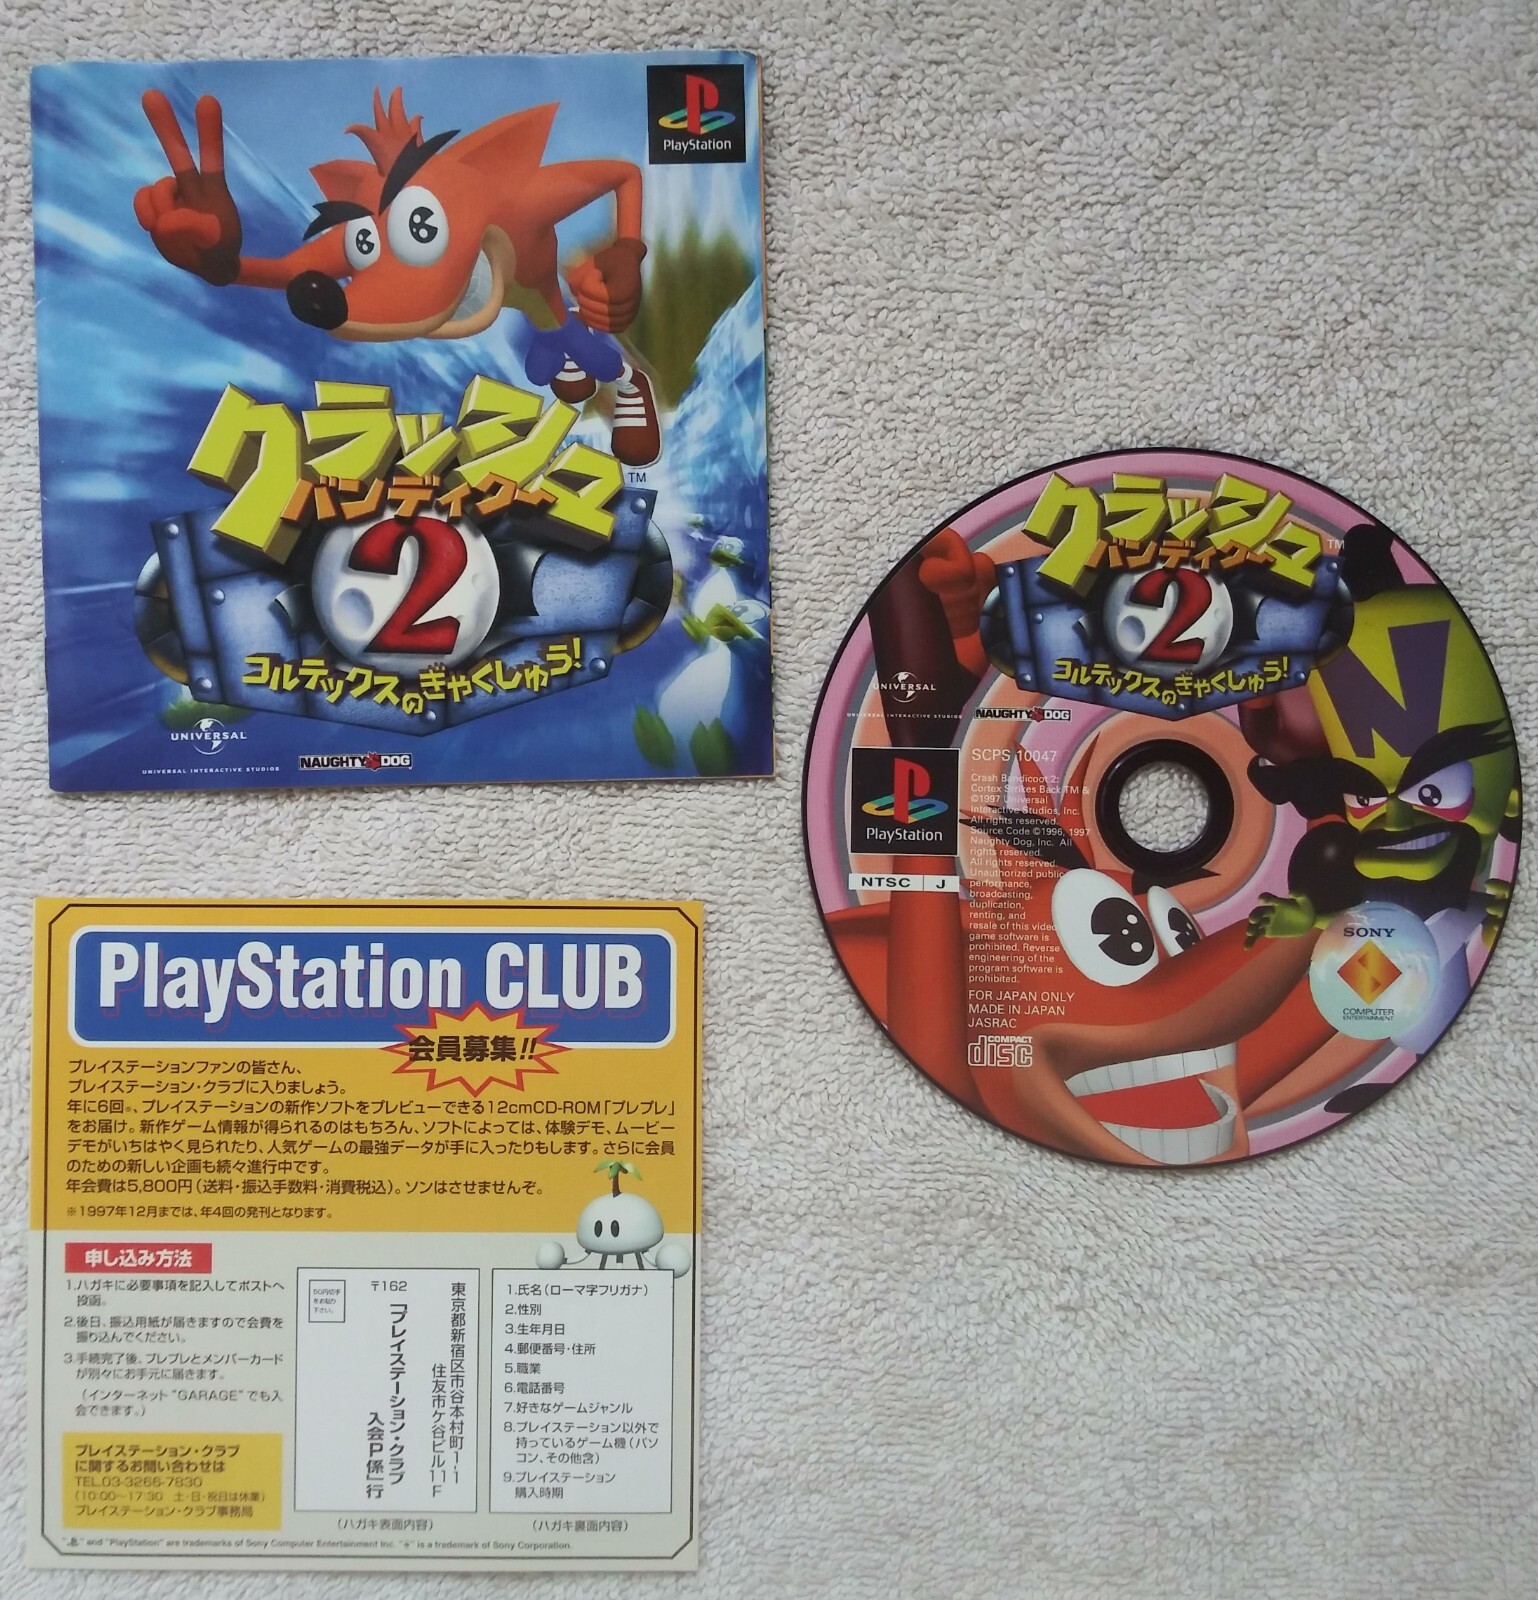 PlayStation
クラッシュ
TM
バンディクー
2
コルテックスのぎゃくしゅう!
UNIVERSAL
UNIVERSAL INTERACTIVE STUDIOS
NAUGHTY DOG
クラッシュ
TM
バンディクー
2
コルテックスのぎゃくしゅう!
UNIVERSAL
UNIVERSAL INTERACTIVE STUDIOS
NAUGHTY DOG
N
SCPS 10047
PlayStation
NTSC J
Crash Bandicoot 2:
Cortex Strikes Back TM &
©1997 Universal
Interactive Studios, Inc.
All rights reserved.
Source Code ©1996, 1997
Naughty Dog, Inc. All
rights reserved.
All rights reserved.
Unauthorized public
performance,
broadcasting,
duplication,
renting, and
resale of this video
game software is
prohibited. Reverse
engineering of the
program software is
prohibited.
FOR JAPAN ONLY
MADE IN JAPAN
JASRAC
COMPACT
disc
SONY
COMPUTER
ENTERTAINMENT
PlayStation CLUB
会員募集!!
プレイステーションファンの皆さん、
プレイステーション・クラブに入りましょう。
年に6回※、プレイステーションの新作ソフトをプレビューできる12cmCD-ROM「プレプレ」
をお届け。新作ゲーム情報が得られるのはもちろん、ソフトによっては、体験デモ、ムービー
デモがいちはやく見られたり、人気ゲームの最強データが手に入ったりもします。さらに会員
のための新しい企画も続々進行中です。
年会費は5,800円(送料・振込手数料・消費税込)。ソンはさせませんぞ。
※1997年12月までは、年4回の発刊となります。
申し込み方法
1.ハガキに必要事項を記入してポストへ
投函。
2.後日、振込用紙が届きますので会費を
振り込んでください。
3.手続完了後、プレプレとメンバーカード
が別々にお手元に届きます。
(インターネット"GARAGE"でも入
会できます。)
プレイステーション・クラブ
に関するお問い合わせは
TEL.03-3266-7830
(10:00〜17:30 土・日・祝日は休業)
プレイステーション・クラブ事務局
50円切手
をお貼り
下さい。
〒162
東京都新宿区市谷本村町1-1
住友市ケ谷ビル11F
「プレイステーション・クラブ
入会P係」行
(ハガキ表面内容)
1.氏名(ローマ字フリガナ)
2.性別
3.生年月日
4.郵便番号・住所
5.職業
6.電話番号
7.好きなゲームジャンル
8.プレイステーション以外で
持っているゲーム機(パソ
コン、その他含)
9.プレイステーション
購入時期
(ハガキ裏面内容)
" " and "PlayStation" are trademarks of Sony Computer Entertainment Inc. " " is a trademark of Sony Corporation.